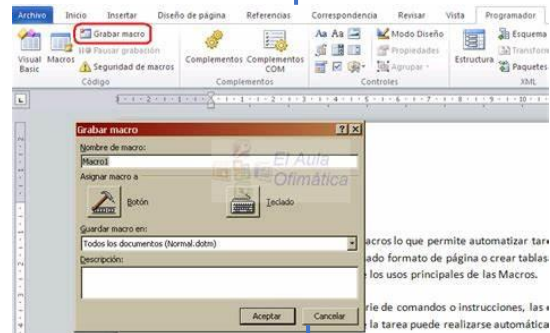 Archivo Inicio Insertar Diseño de página Referencias Correspondencia Revisar Vista Programador
Visual Basic
Macros
Grabar macro
Pausar grabación
Seguridad de macros
Código
Complementos
Complementos COM
Complementos
Aa Aa
Modo Diseño
Propiedades
Agrupar
Controles
Estructura
Esquema
Transform
Paquetes
XML
Grabar macro
Nombre de macro:
Macro1
Asignar macro a
Botón
Teclado
El Aula
Ofimática
Guardar macro en:
Todos los documentos (Normal.dotm)
Descripción:
Aceptar Cancelar
acros lo que permite automatizar tare
ado formato de página o crear tablas
los usos principales de las Macros.
rie de comandos o instrucciones, las
la tarea puede realizarse automática